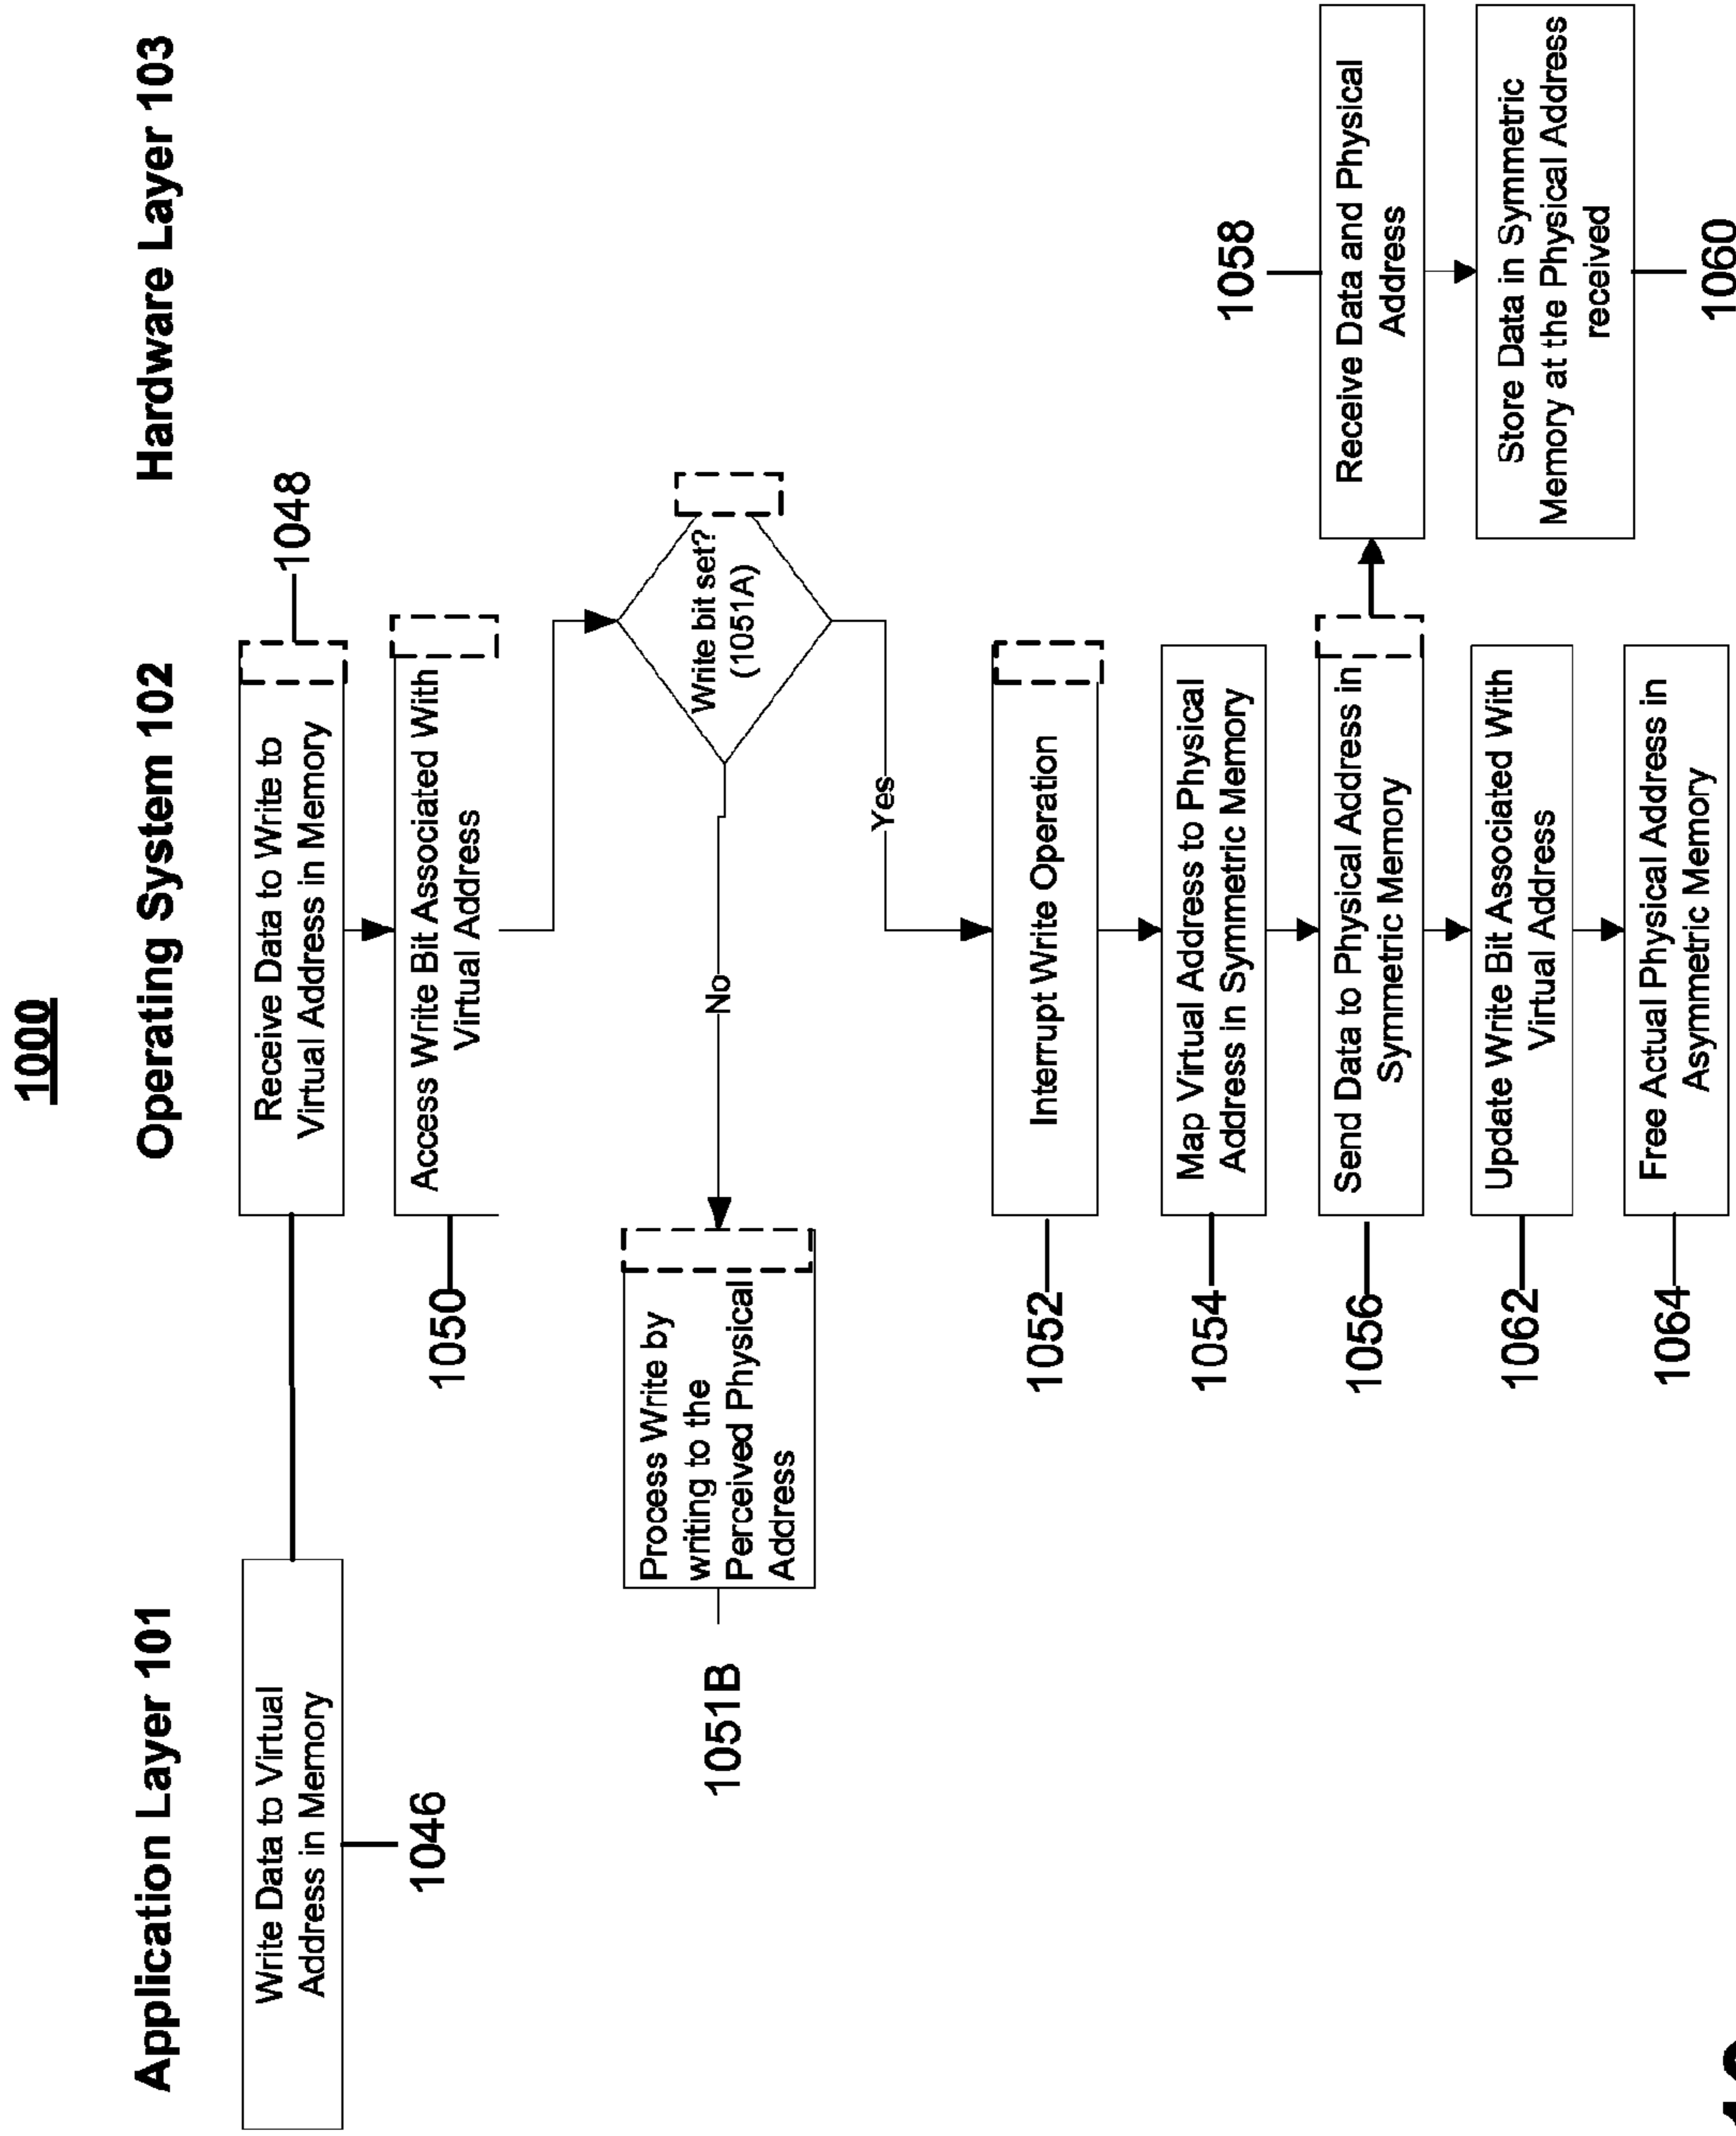 1000
Application Layer 101
Operating System 102
Hardware Layer 103
Write Data to Virtual
Address in Memory
1046
Receive Data to Write to
Virtual Address in Memory
1048
Access Write Bit Associated With
Virtual Address
1050
Write bit set?
(1051A)
No
Process Write by
writing to the
Perceived Physical
Address
1051B
Yes
Interrupt Write Operation
1052
Map Virtual Address to Physical
Address in Symmetric Memory
1054
Send Data to Physical Address in
Symmetric Memory
1056
1058
Receive Data and Physical
Address
Store Data in Symmetric
Memory at the Physical Address
received
1060
Update Write Bit Associated With
Virtual Address
1062
Free Actual Physical Address in
Asymmetric Memory
1064